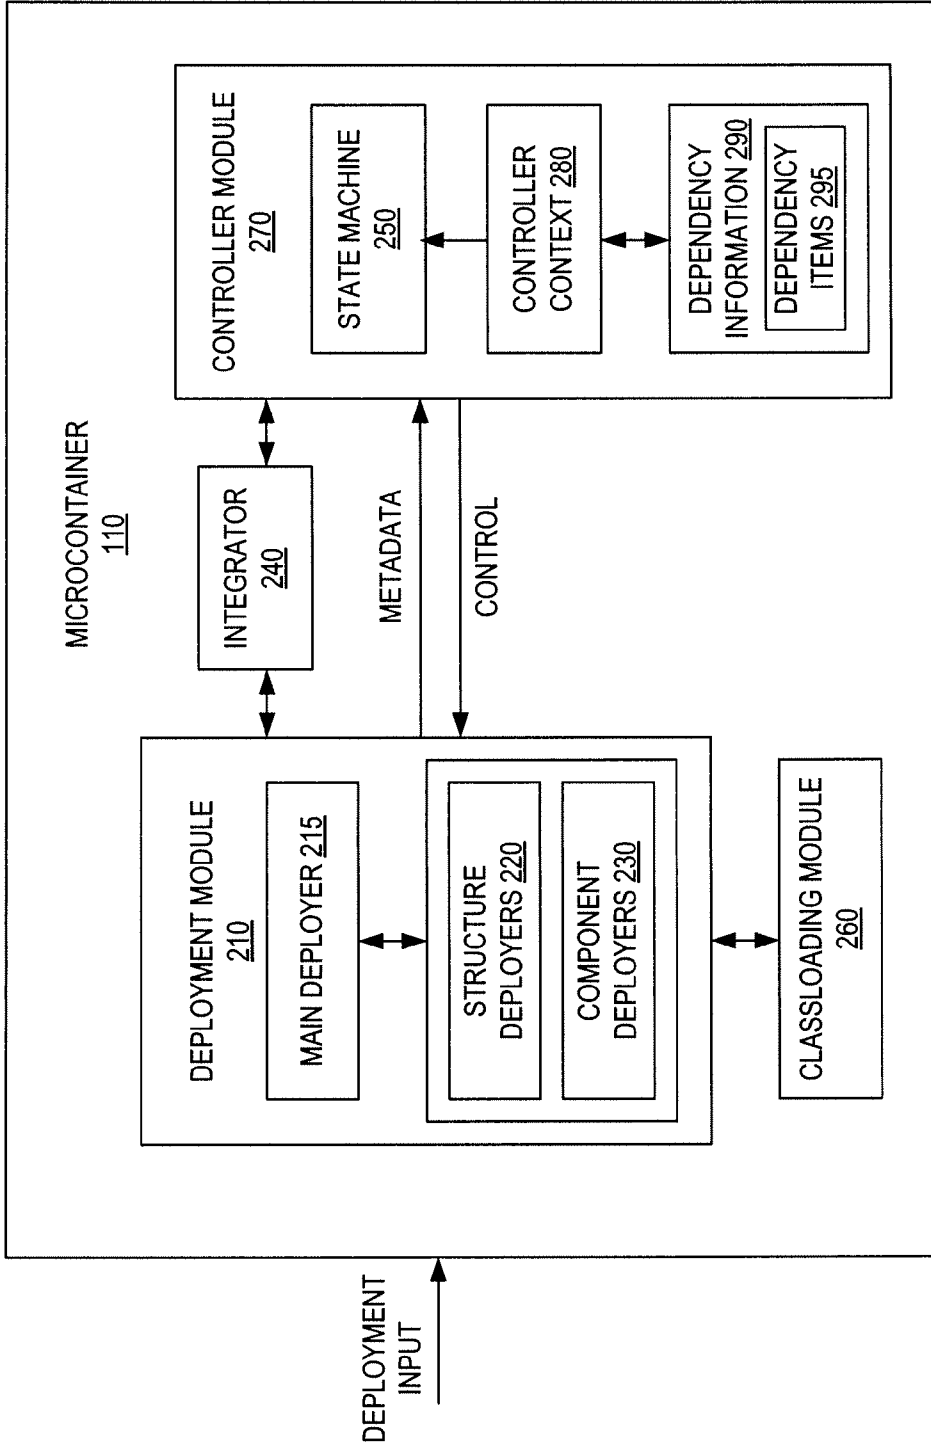 MICROCONTAINER
110
DEPLOYMENT
INPUT
DEPLOYMENT MODULE
210
MAIN DEPLOYER 215
STRUCTURE
DEPLOYERS 220
COMPONENT
DEPLOYERS 230
CLASSLOADING MODULE
260
INTEGRATOR
240
METADATA
CONTROL
CONTROLLER MODULE
270
STATE MACHINE
250
CONTROLLER
CONTEXT 280
DEPENDENCY
INFORMATION 290
DEPENDENCY
ITEMS 295